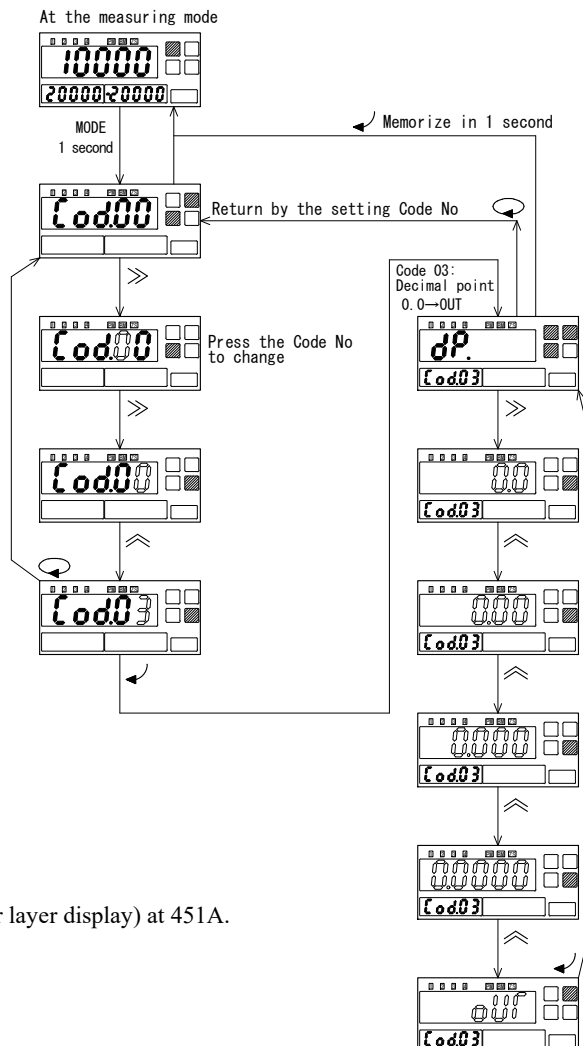 At the measuring mode
10000
20000 -20000
MODE
1 second
Memorize in 1 second
Cod.00
Return by the setting Code No
Cod.00
Press the Code No
to change
Cod.00
Cod.03
Code 03:
Decimal point
0.0→OUT
dP.
Cod.03
0.0
Cod.03
0.00
Cod.03
0.000
Cod.03
0.0000
Cod.03
oUT
Cod.03
layer display) at 451A.